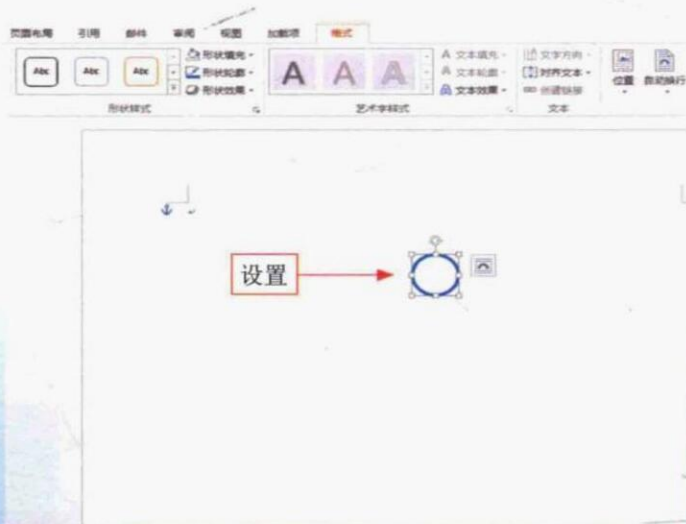 页面布局 引用 邮件 审阅 视图 加载项 格式
Abc Abc Abc
形状填充
形状轮廓
形状效果
形状样式
A A A
A 文本填充
A 文本轮廓
A 文本效果
艺术字样式
文字方向
对齐文本
创建链接
文本
位置 自动换行
设置